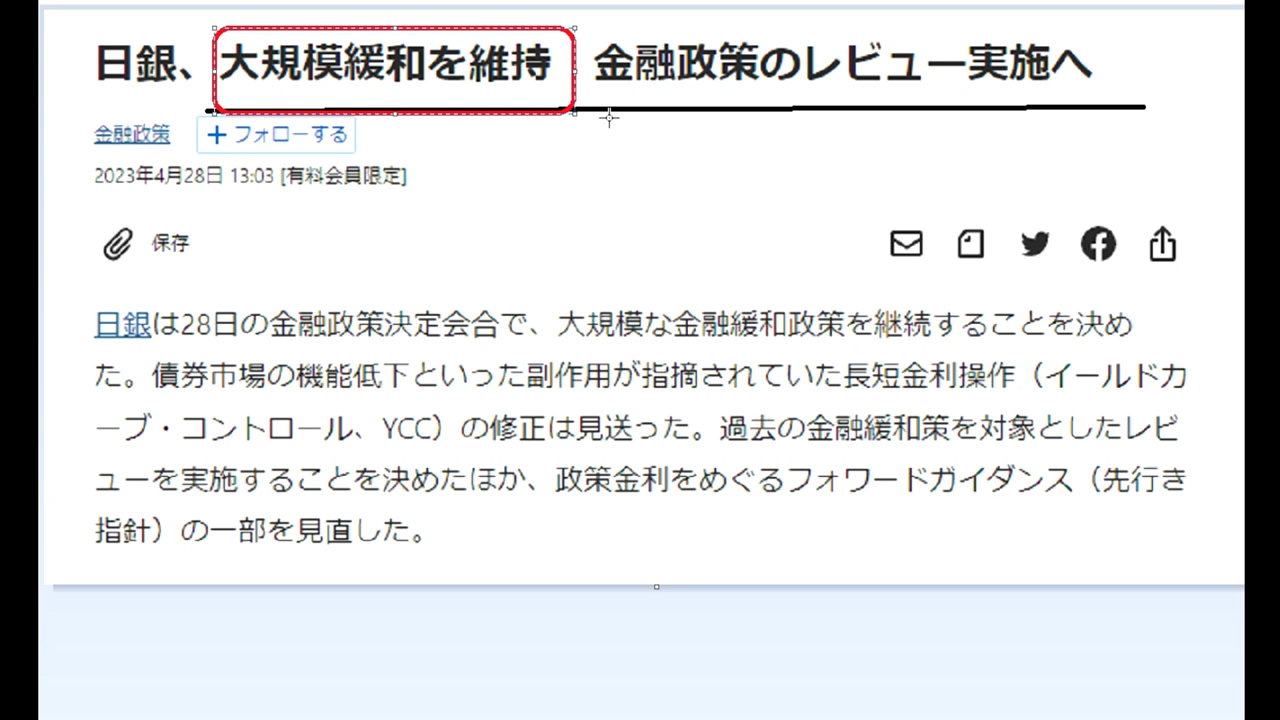 日銀、大規模緩和を維持　金融政策のレビュー実施へ
金融政策　＋フォローする
2023年4月28日 13:03 [有料会員限定]
保存
日銀は28日の金融政策決定会合で、大規模な金融緩和政策を継続することを決め
た。債券市場の機能低下といった副作用が指摘されていた長短金利操作（イールドカ
ーブ・コントロール、YCC）の修正は見送った。過去の金融緩和策を対象としたレビ
ューを実施することを決めたほか、政策金利をめぐるフォワードガイダンス（先行き
指針）の一部を見直した。